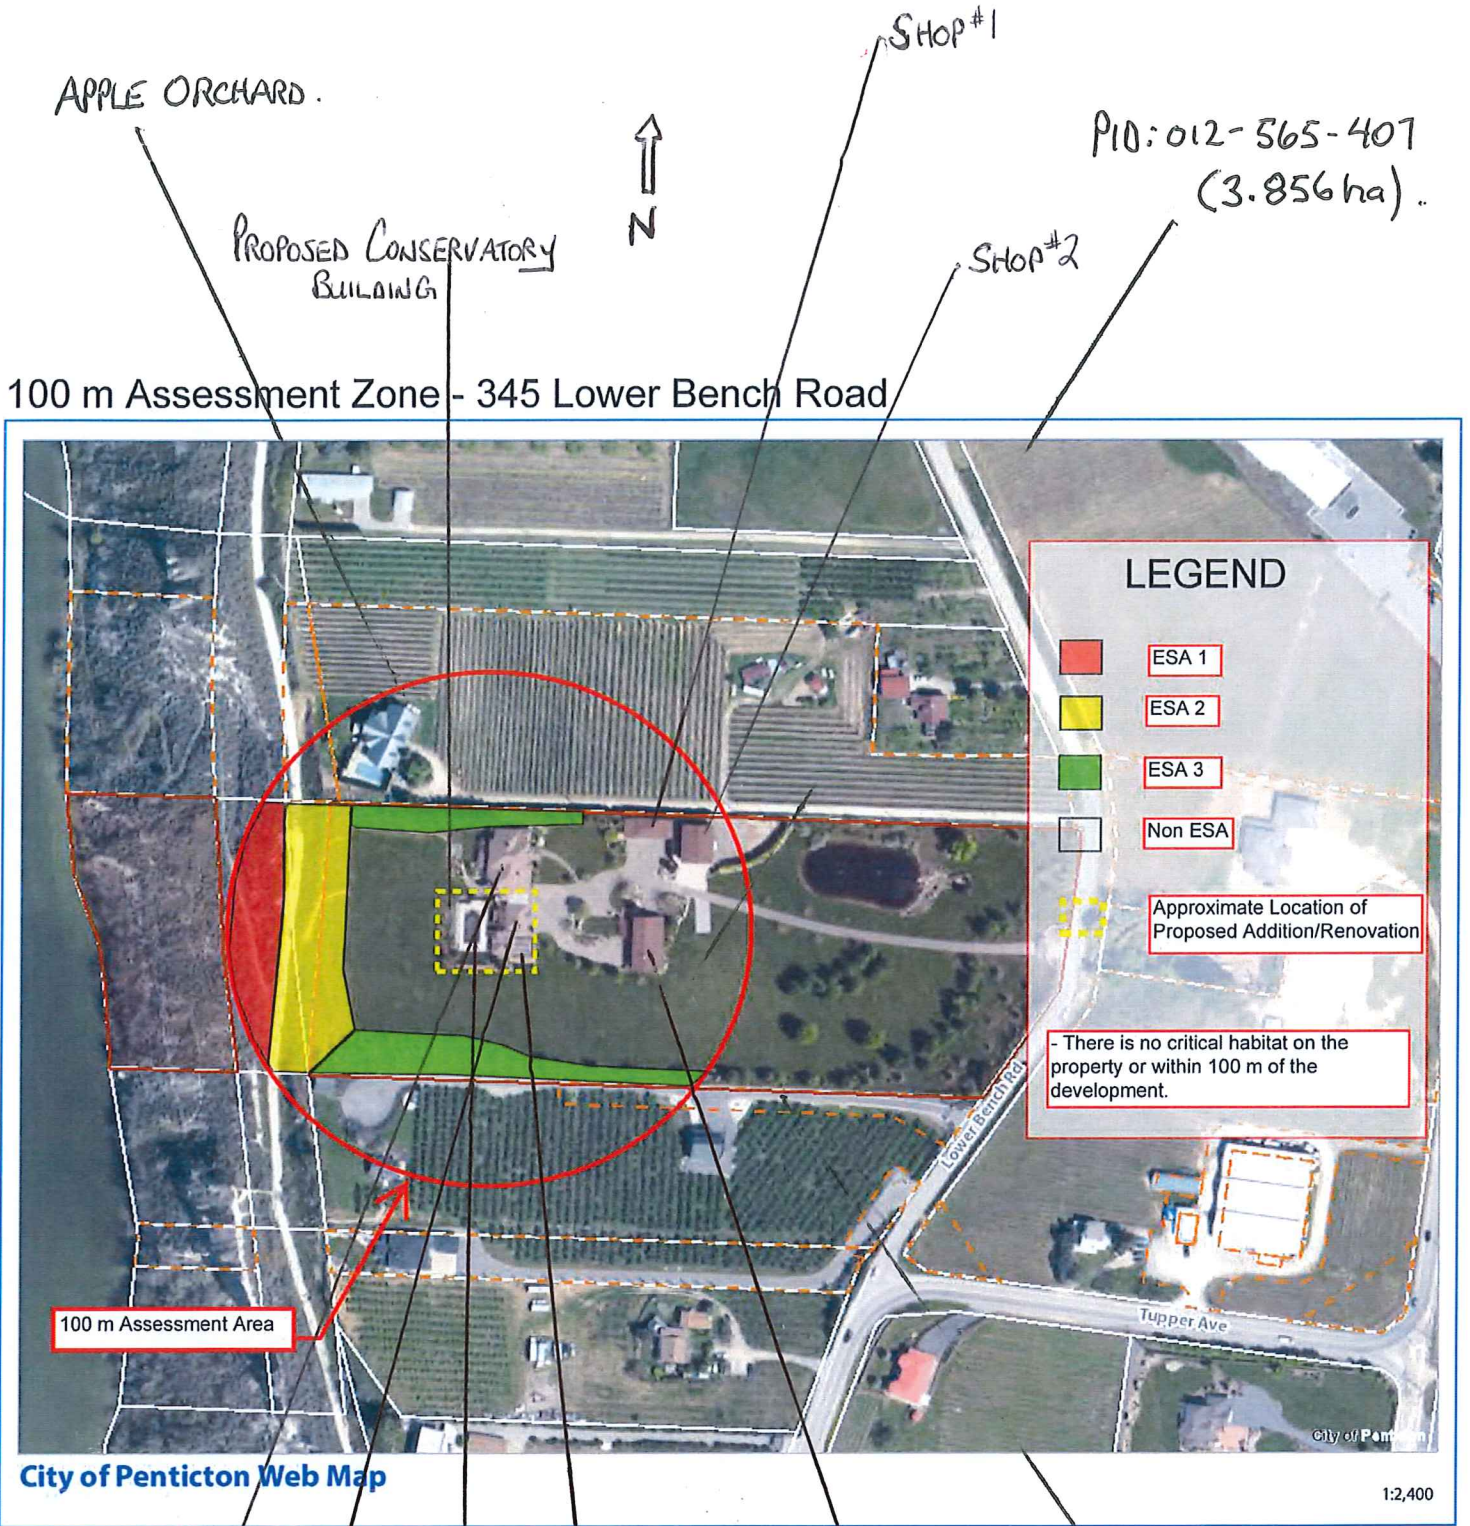 SHOP #1
APPLE ORCHARD.
PID: 012-565-407
(3.856 ha).
N
PROPOSED CONSERVATORY
BUILDING
SHOP #2
100 m Assessment Zone - 345 Lower Bench Road
LEGEND
ESA 1
ESA 2
ESA 3
Non ESA
Approximate Location of
Proposed Addition/Renovation
- There is no critical habitat on the
property or within 100 m of the
development.
Lower Bench Rd
100 m Assessment Area
Tupper Ave
City of Penticton
City of Penticton Web Map
1:2,400